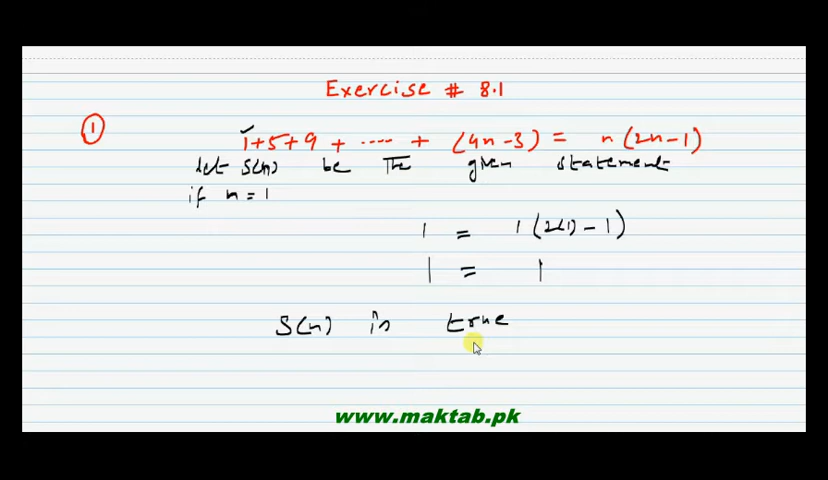 Exercise # 8.1
① 1+5+9 + ..... + (4n-3) = n(2n-1)
let S(n) be the given statement
if n = 1
1 = 1(2(1)-1)
1 = 1
S(n) is true
www.maktab.pk